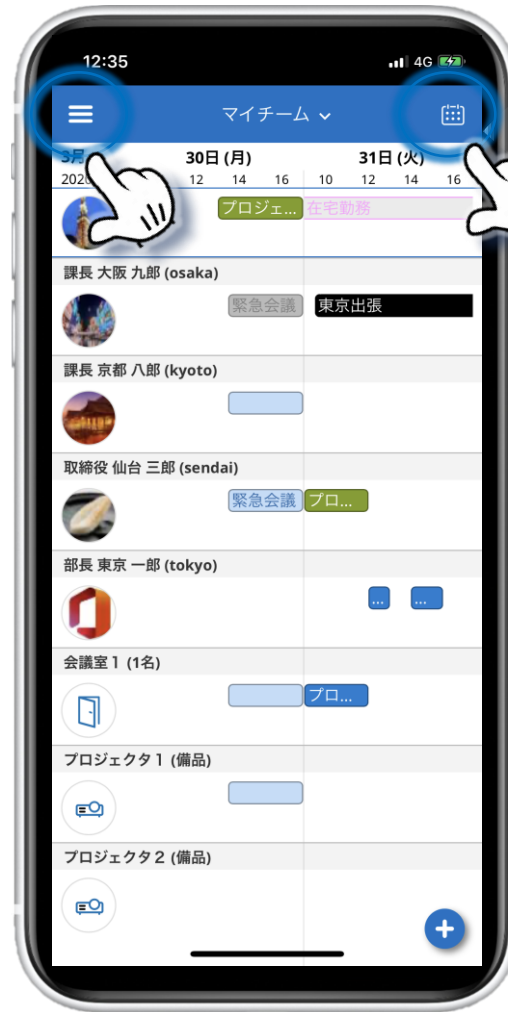 12:35 4G
マイチーム
3月 30日 (月) 31日 (火)
12 14 16 10 12 14 16
プロジェ... 在宅勤務
課長 大阪 九郎 (osaka)
緊急会議 東京出張
課長 京都 八郎 (kyoto)
取締役 仙台 三郎 (sendai)
緊急会議 プロ...
部長 東京 一郎 (tokyo)
... ...
会議室1 (1名)
プロ...
プロジェクタ1 (備品)
プロジェクタ2 (備品)